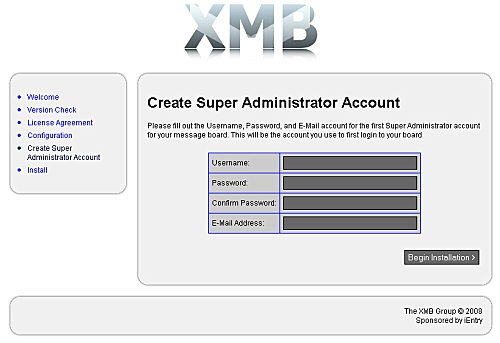 XMB
Welcome
Version Check
License Agreement
Configuration
Create Super
Administrator Account
Install
Create Super Administrator Account
Please fill out the Username, Password, and E-Mail account for the first Super Administrator account
for your message board. This will be the account you use to first login to your board
Username:
Password:
Confirm Password:
E-Mail Address:
Begin Installation >
The XMB Group © 2008
Sponsored by iEntry